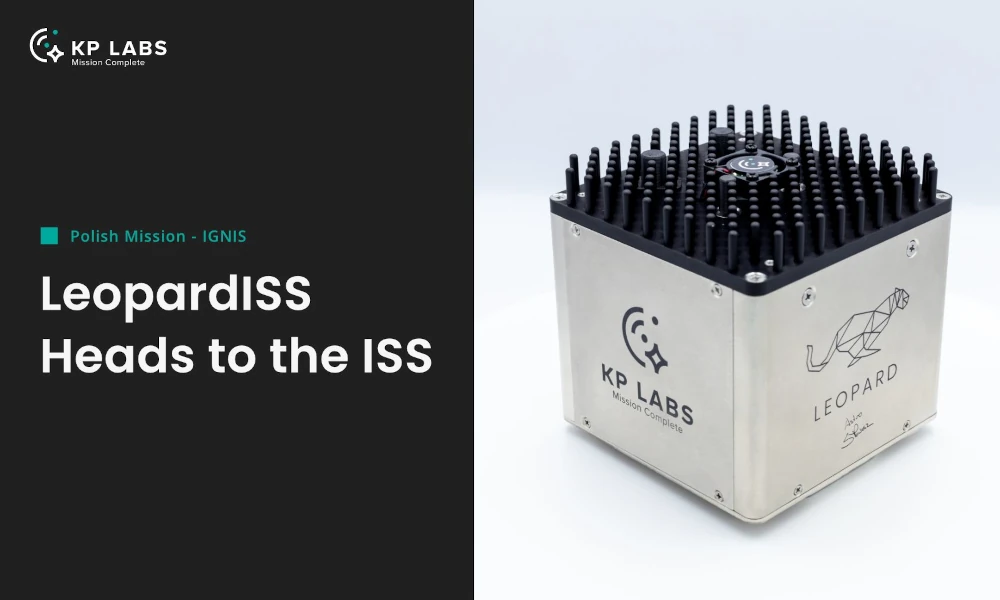 KP LABS
Mission Complete
Polish Mission - IGNIS
LeopardISS
Heads to the ISS
KP LABS
Mission Complete
LEOPARD